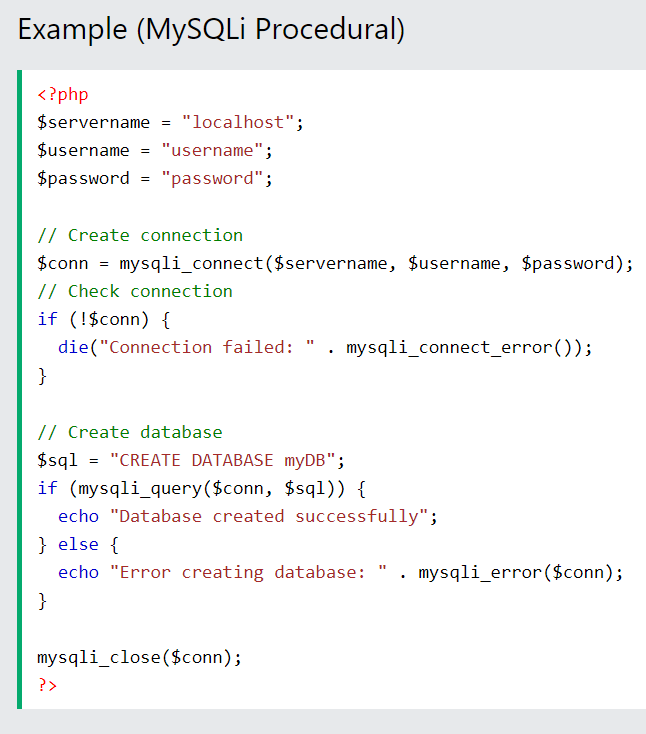 Example (MySQLi Procedural)
<?php
$servername = "localhost";
$username = "username";
$password = "password";

// Create connection
$conn = mysqli_connect($servername, $username, $password);
// Check connection
if (!$conn) {
  die("Connection failed: " . mysqli_connect_error());
}

// Create database
$sql = "CREATE DATABASE myDB";
if (mysqli_query($conn, $sql)) {
  echo "Database created successfully";
} else {
  echo "Error creating database: " . mysqli_error($conn);
}

mysqli_close($conn);
?>